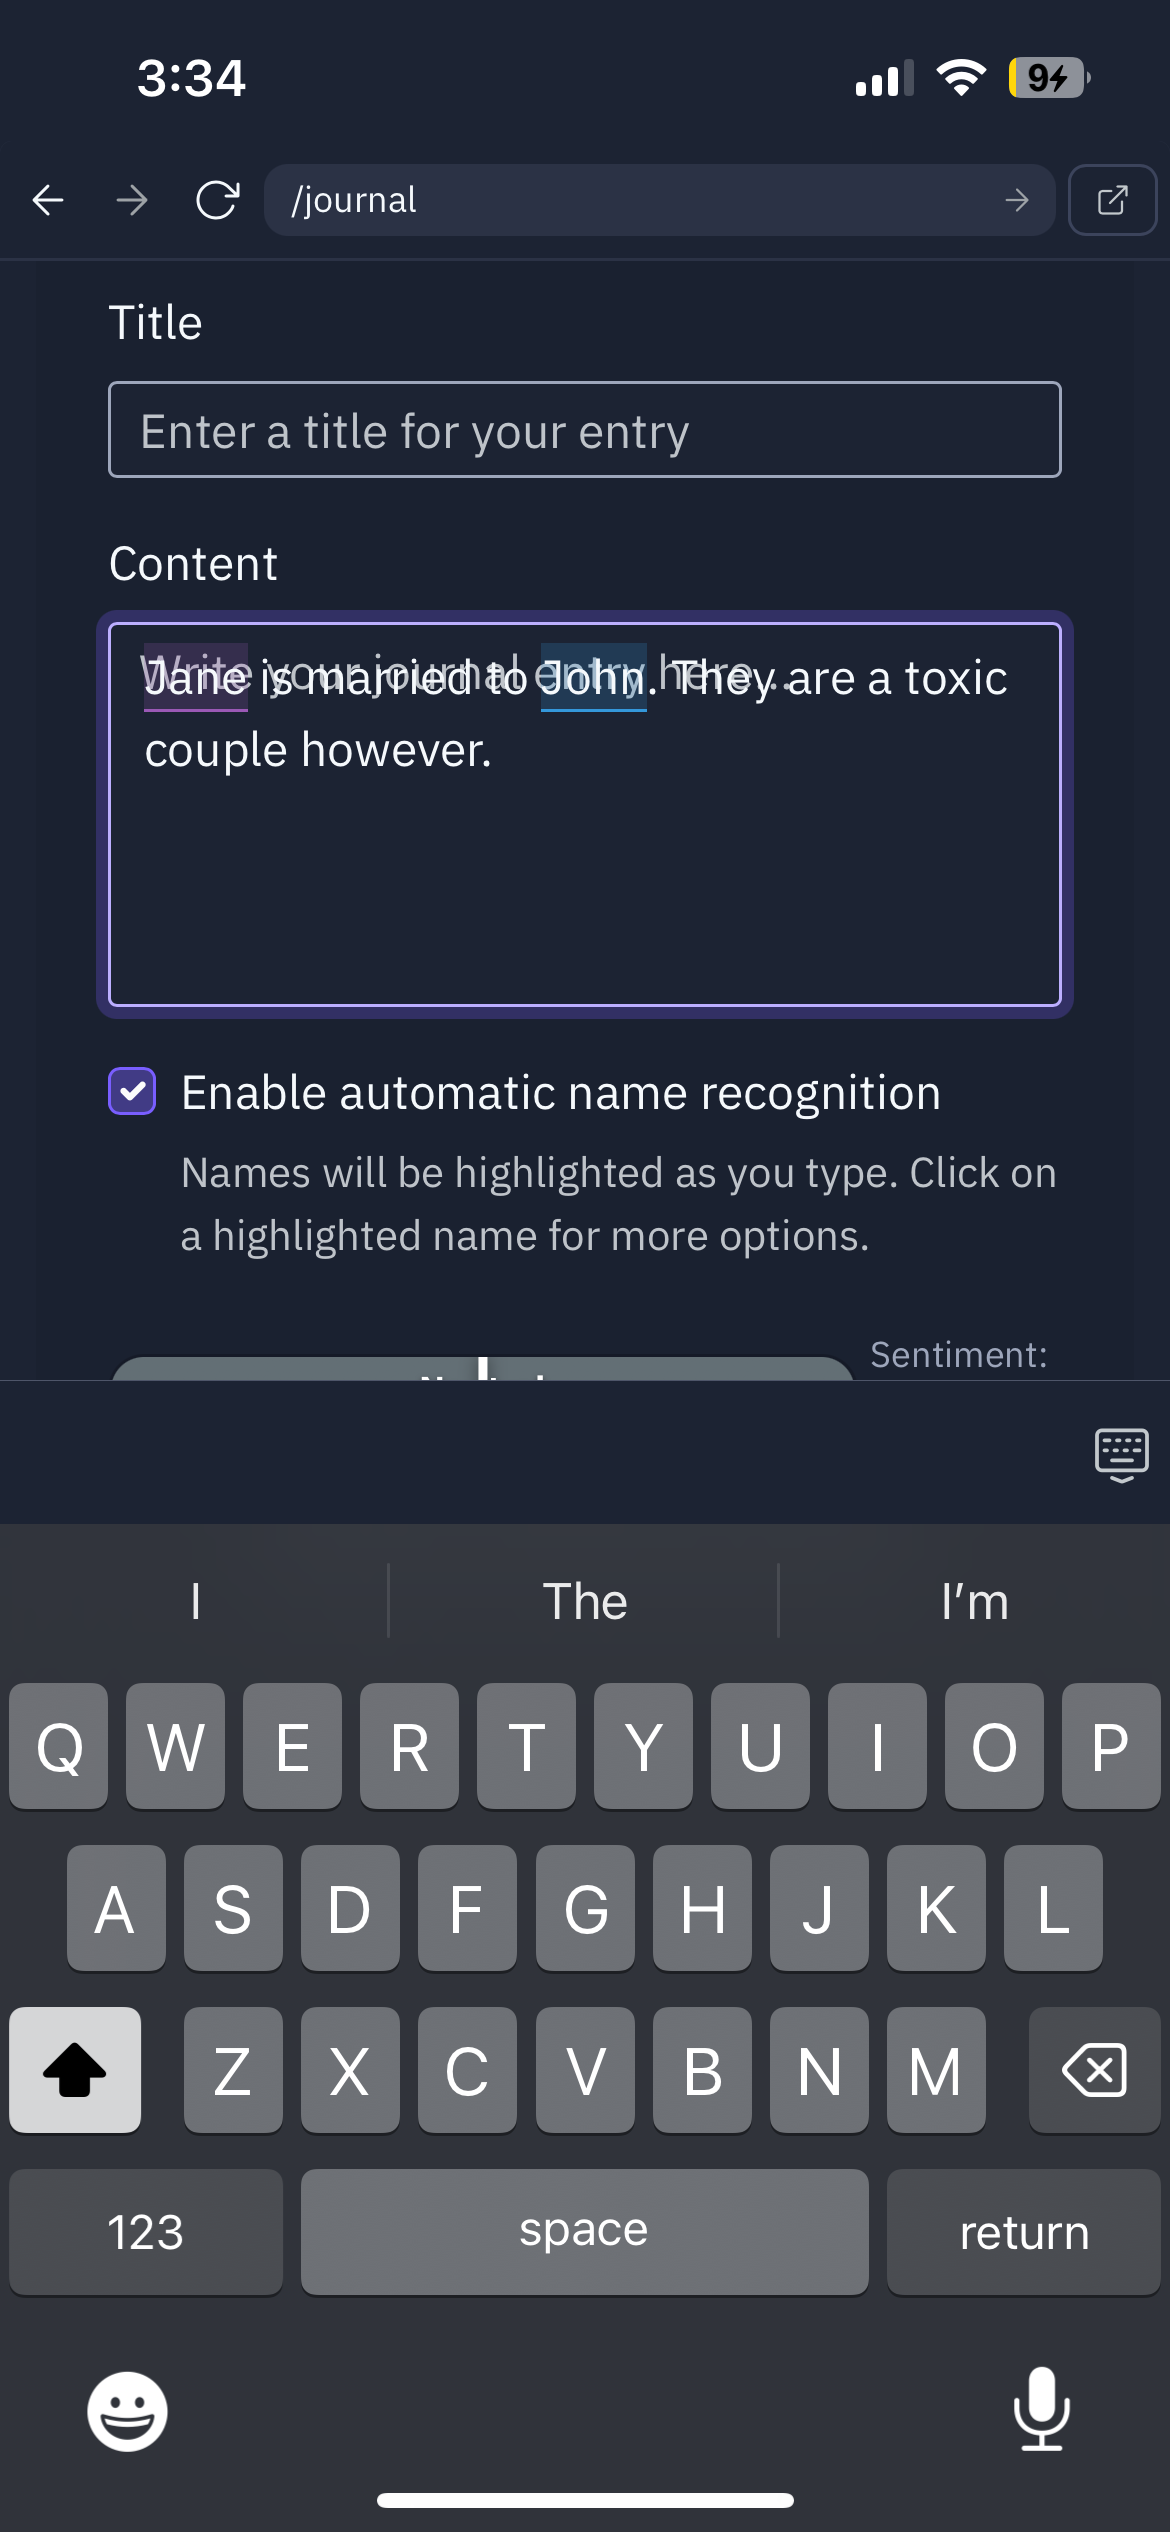 3:34
9
/journal
Title
Enter a title for your entry
Content
Write your journal entry here...
Jane is married to John. They are a toxic
couple however.
Enable automatic name recognition
Names will be highlighted as you type. Click on
a highlighted name for more options.
Sentiment:
I The I'm
Q W E R T Y U I O P
A S D F G H J K L
Z X C V B N M
123 space return